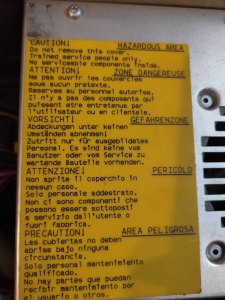 CAUTION! HAZARDOUS AREA
Do not remove this cover.
Trained service people only.
No serviceable components inside.
ATTENTION! ZONE DANGEREUSE
Ne pas ouvrir les couvercles
sous aucun pretexte.
Reservee au personnel autorise.
Il n'y a pas des composants qui
puissent etre entretenus par
l'utilisateur ou en clientele.
VORSICHT! GEFAHRENZONE
Abdeckungen unter keinen
Umständen abnehmen!
Zutritt nur für ausgebildetes
Personal. Es sind keine vom
Benutzer oder vom Service zu
wartende Bauteile vorhanden.
ATTENZIONE! PERICOLO
Non aprite il coperchio in
nessun caso.
Solo personale addestrato.
Non ci sono componenti che
possono essere sottoposti
a servizio dall'utente o
fuori fabbrica.
PRECAUCION! AREA PELIGROSA
Las cubiertas no deben
abrise bajo ninguna
circunstancia.
Solo personal mantenimiento
qualificado.
No hay partes que puedan
recibir mantenimiento por
el usuario o otros.